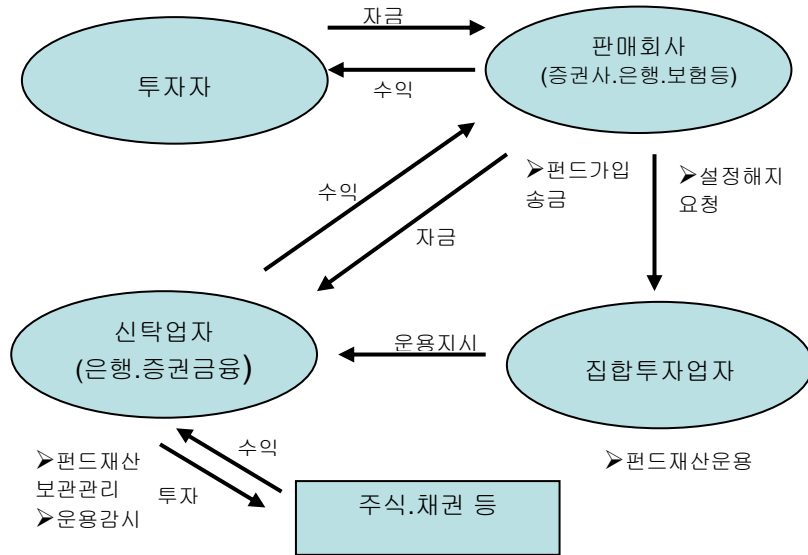 자금
투자자
판매회사
(증권사.은행.보험등)
수익
수익
➢펀드가입
송금
➢설정해지
요청
자금
신탁업자
(은행.증권금융)
운용지시
집합투자업자
➢펀드재산
보관관리
➢운용감시
수익
투자
➢펀드재산운용
주식.채권 등